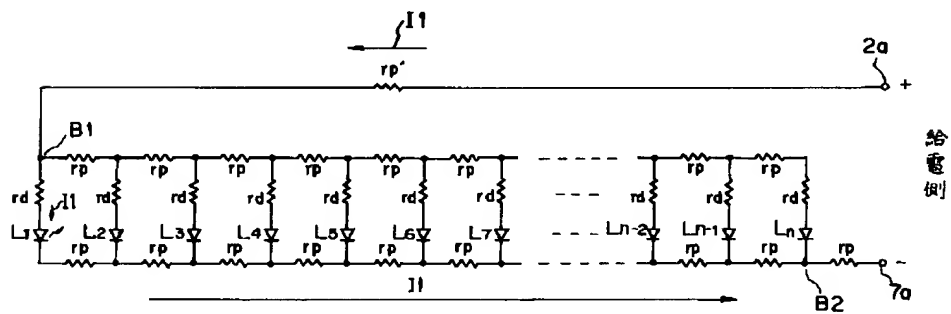 I1
rp'
2a
+
B1
rp rp rp rp rp rp rp
給電側
rd rd rd rd rd rd rd rd rd rd
I1
L1 L2 L3 L4 L5 L6 L7 Ln-2 Ln-1 Ln
rp rp rp rp rp rp rp rp rp
-
I1
B2
7a